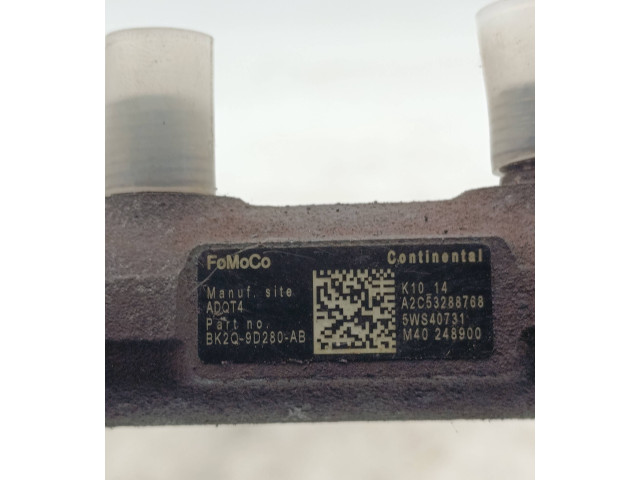 FoMoCo
Continental
Manuf. site
ADQT4
Part no.
BK2Q-9D280-AB
K10 14
A2C53288768
5WS40731
M40 248900